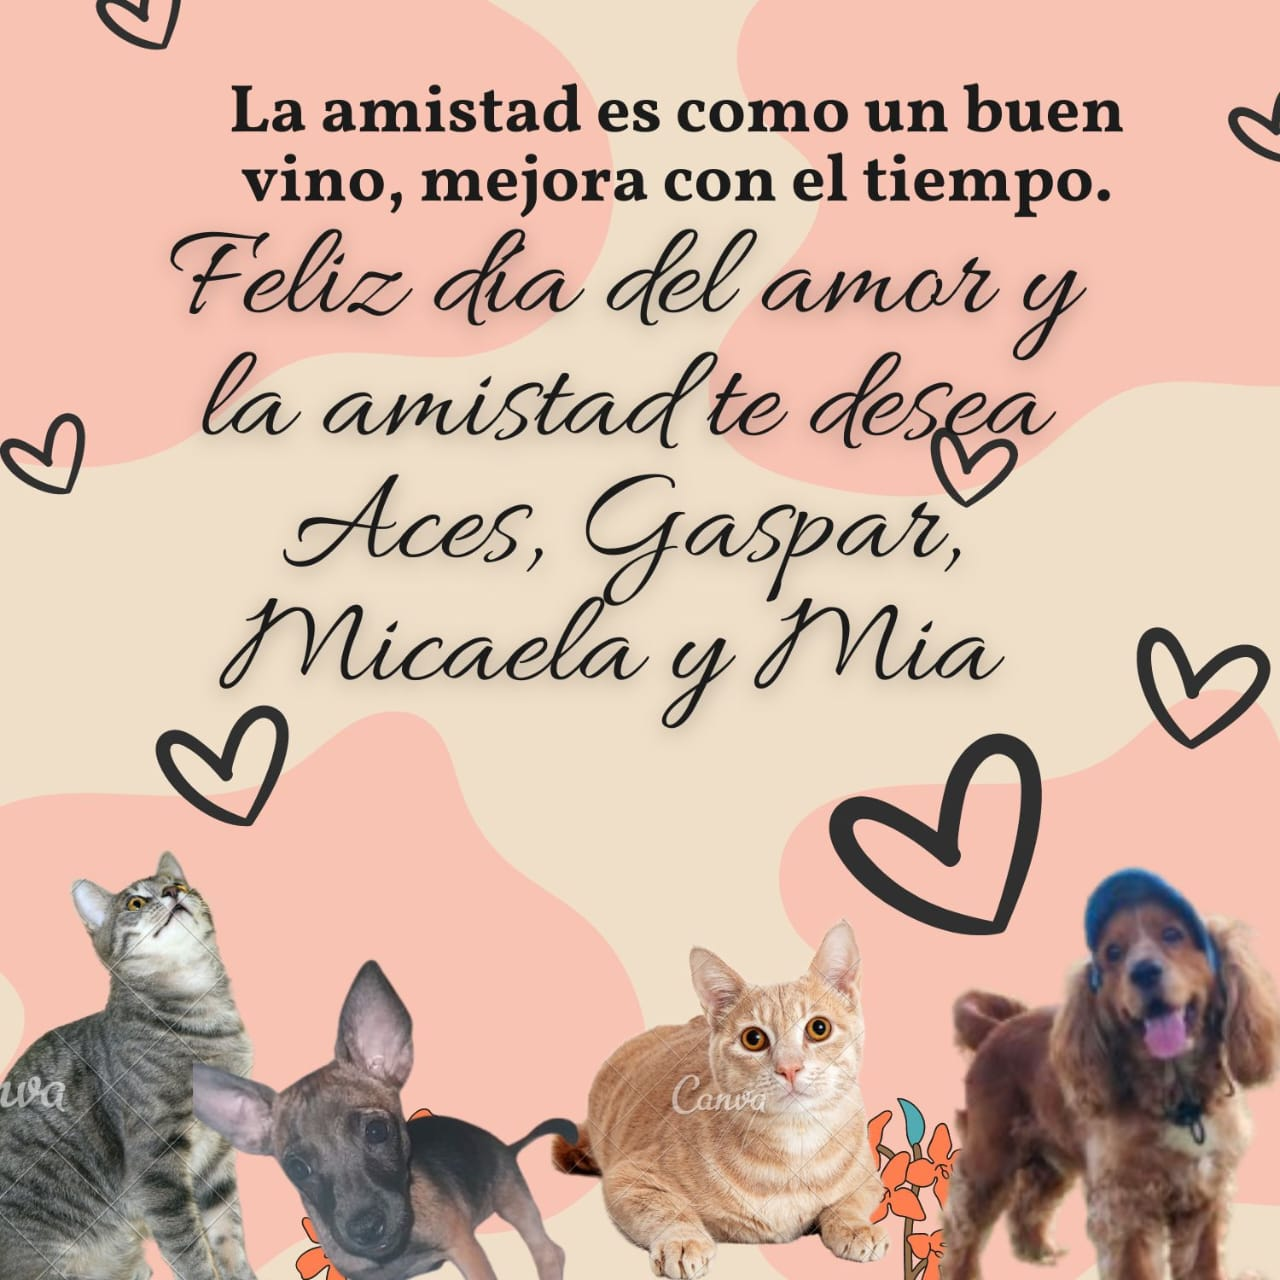 La amistad es como un buen
vino, mejora con el tiempo.
Feliz día del amor y
la amistad te desea
Aces, Gaspar,
Micaela y Mia
Canva